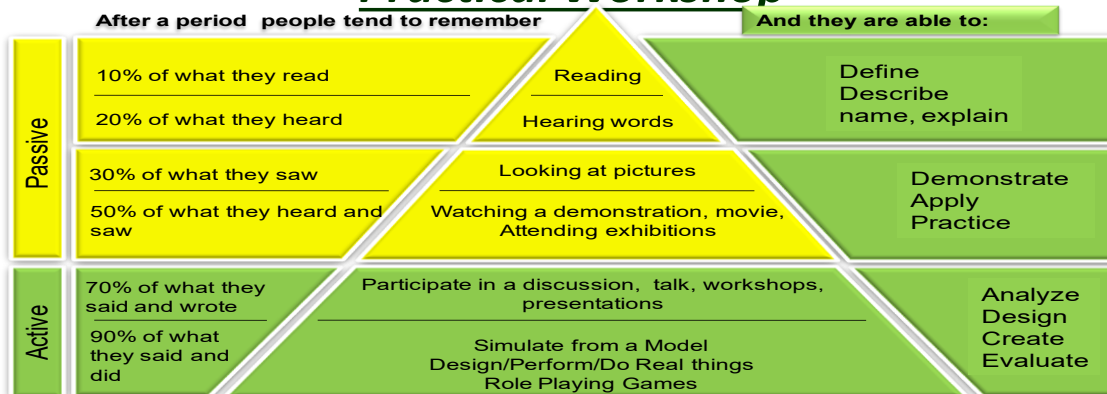 Practical Workshop
After a period people tend to remember
And they are able to:
Passive
10% of what they read
20% of what they heard
Reading
Hearing words
Define
Describe
name, explain
30% of what they saw
50% of what they heard and
saw
Looking at pictures
Watching a demonstration, movie,
Attending exhibitions
Demonstrate
Apply
Practice
Active
70% of what they
said and wrote
90% of what
they said and
did
Participate in a discussion, talk, workshops,
presentations
Simulate from a Model
Design/Perform/Do Real things
Role Playing Games
Analyze
Design
Create
Evaluate